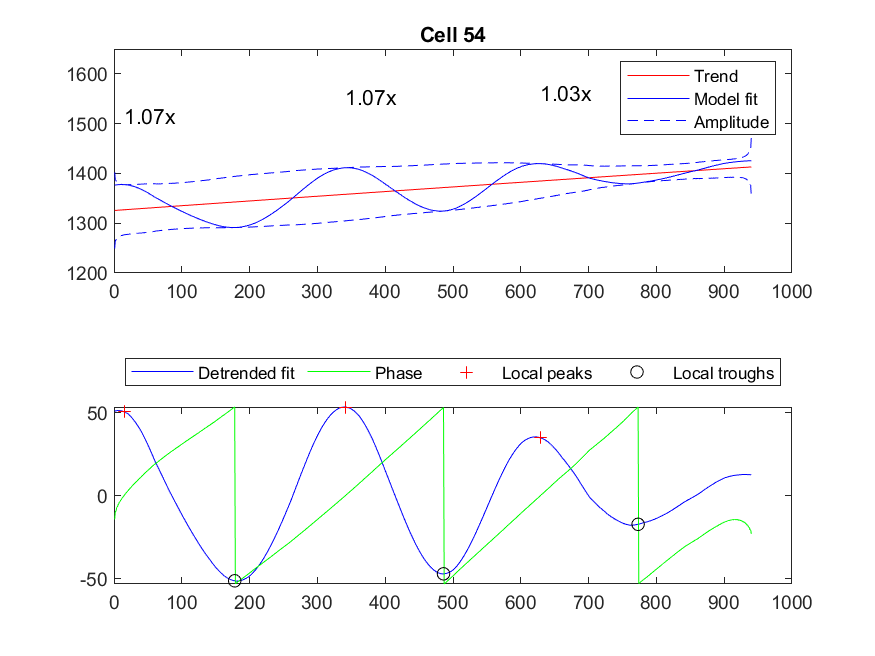 Cell 54
1600
1500
1400
1300
1200
1.07x
1.07x
1.03x
Trend
Model fit
Amplitude
0 100 200 300 400 500 600 700 800 900 1000
Detrended fit Phase Local peaks Local troughs
50
0
-50
0 100 200 300 400 500 600 700 800 900 1000